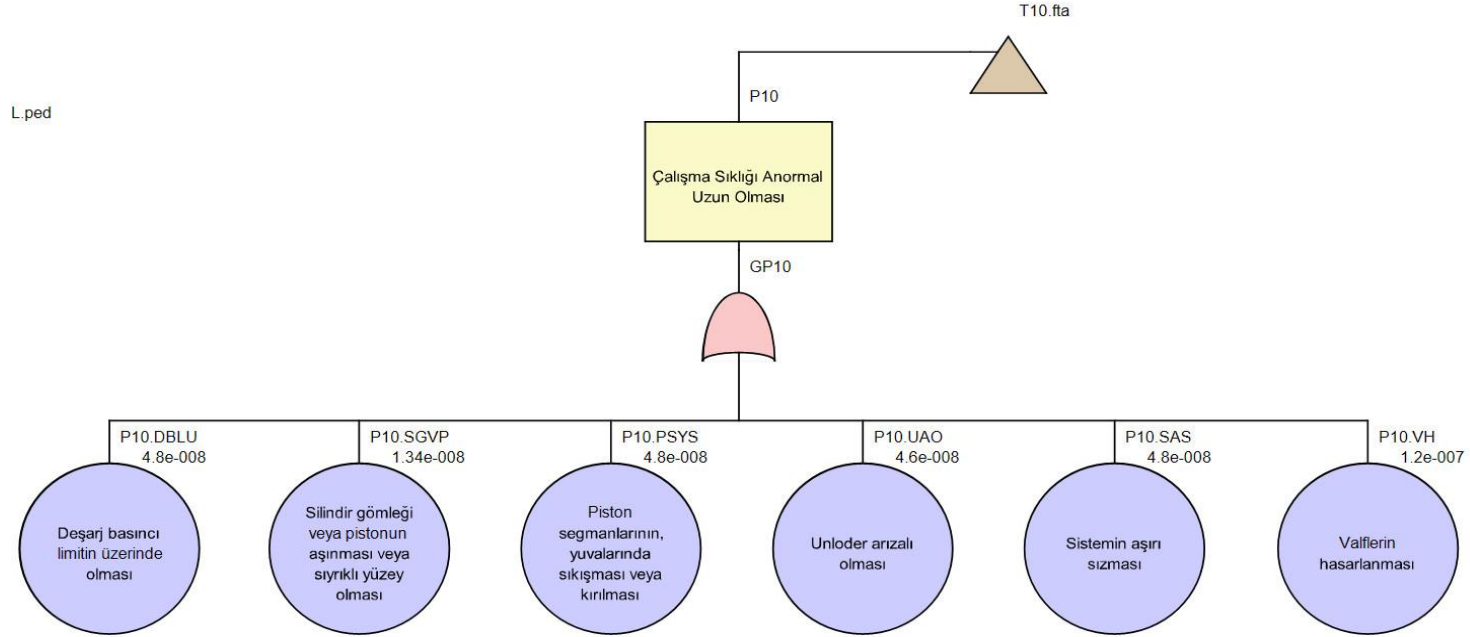 T10.fta
P10
L.ped
Çalışma Sıklığı Anormal
Uzun Olması
GP10
P10.DBLU
4.8e-008
Deşarj basıncı
limitin üzerinde
olması
P10.SGVP
1.34e-008
Silindir gömleği
veya pistonun
aşınması veya
sıyrıklı yüzey
olması
P10.PSYS
4.8e-008
Piston
segmanlarının,
yuvalarında
sıkışması veya
kırılması
P10.UAO
4.6e-008
Unloder arızalı
olması
P10.SAS
4.8e-008
Sistemin aşırı
sızması
P10.VH
1.2e-007
Valflerin
hasarlanması